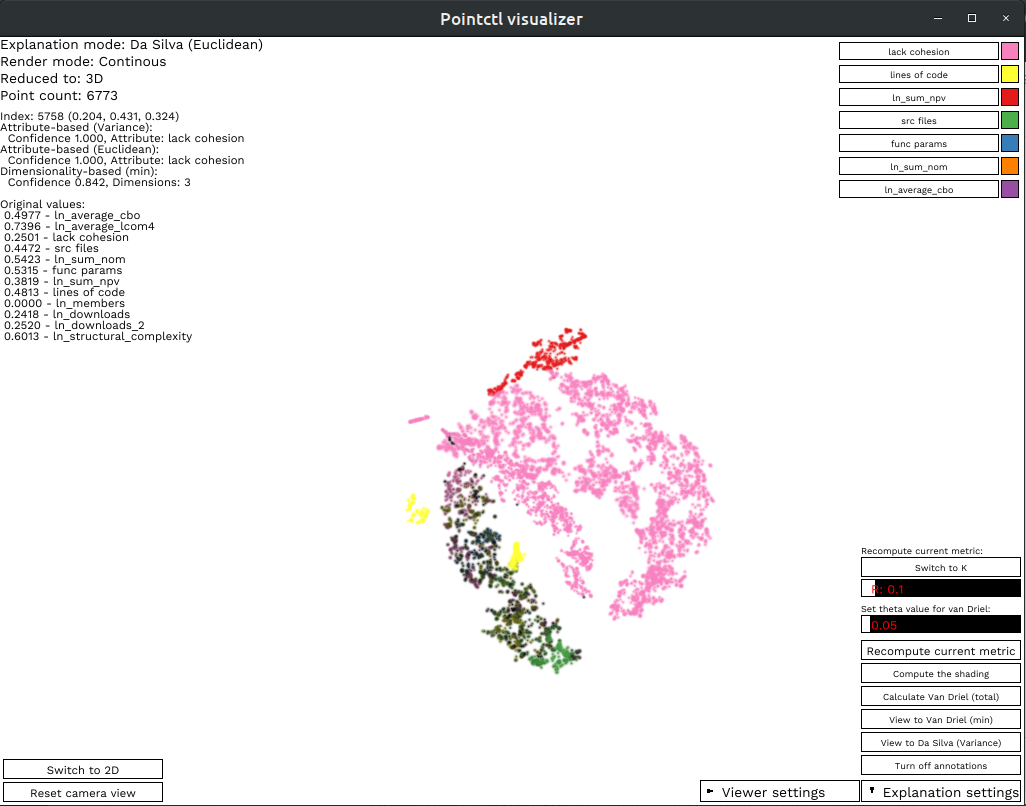 Pointctl visualizer
Explanation mode: Da Silva (Euclidean)
Render mode: Continous
Reduced to: 3D
Point count: 6773
Index: 5758 (0.204, 0.431, 0.324)
Attribute-based (Variance):
Confidence 1.000, Attribute: lack cohesion
Attribute-based (Euclidean):
Confidence 1.000, Attribute: lack cohesion
Dimensionality-based (min):
Confidence 0.842, Dimensions: 3
Original values:
0.4977 - ln_average_cbo
0.7396 - ln_average_lcom4
0.2501 - lack cohesion
0.4472 - src files
0.5423 - ln_sum_nom
0.5315 - func params
0.3819 - ln_sum_npv
0.4813 - lines of code
0.0000 - ln_members
0.2418 - ln_downloads
0.2520 - ln_downloads_2
0.6013 - ln_structural_complexity
lack cohesion
lines of code
ln_sum_npv
src files
func params
ln_sum_nom
ln_average_cbo
Recompute current metric:
Switch to K
R: 0.1
Set theta value for van Driel:
0.05
Recompute current metric
Compute the shading
Calculate Van Driel (total)
View to Van Driel (min)
View to Da Silva (Variance)
Turn off annotations
Switch to 2D
Reset camera view
Viewer settings
Explanation settings